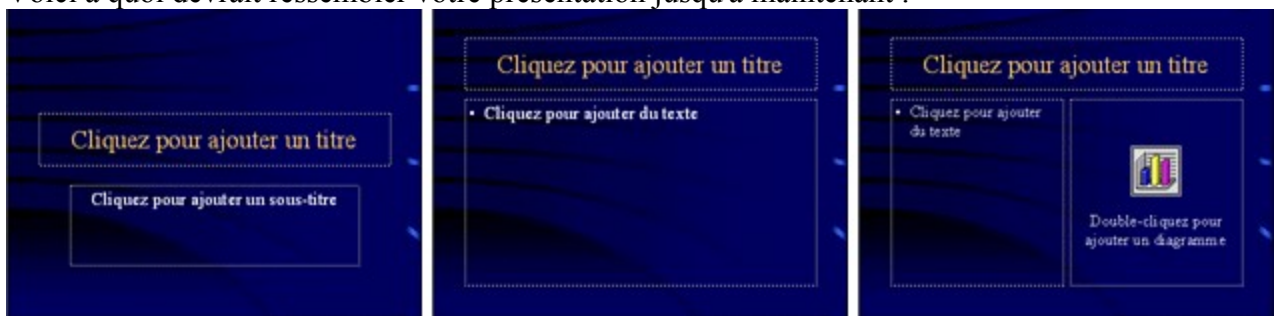 Voici à quoi devrait ressembler votre présentation jusqu'à maintenant :
Cliquez pour ajouter un titre
Cliquez pour ajouter un sous-titre
Cliquez pour ajouter un titre
• Cliquez pour ajouter du texte
Cliquez pour ajouter un titre
• Cliquez pour ajouter
du texte
Double-cliquez pour
ajouter un diagramme